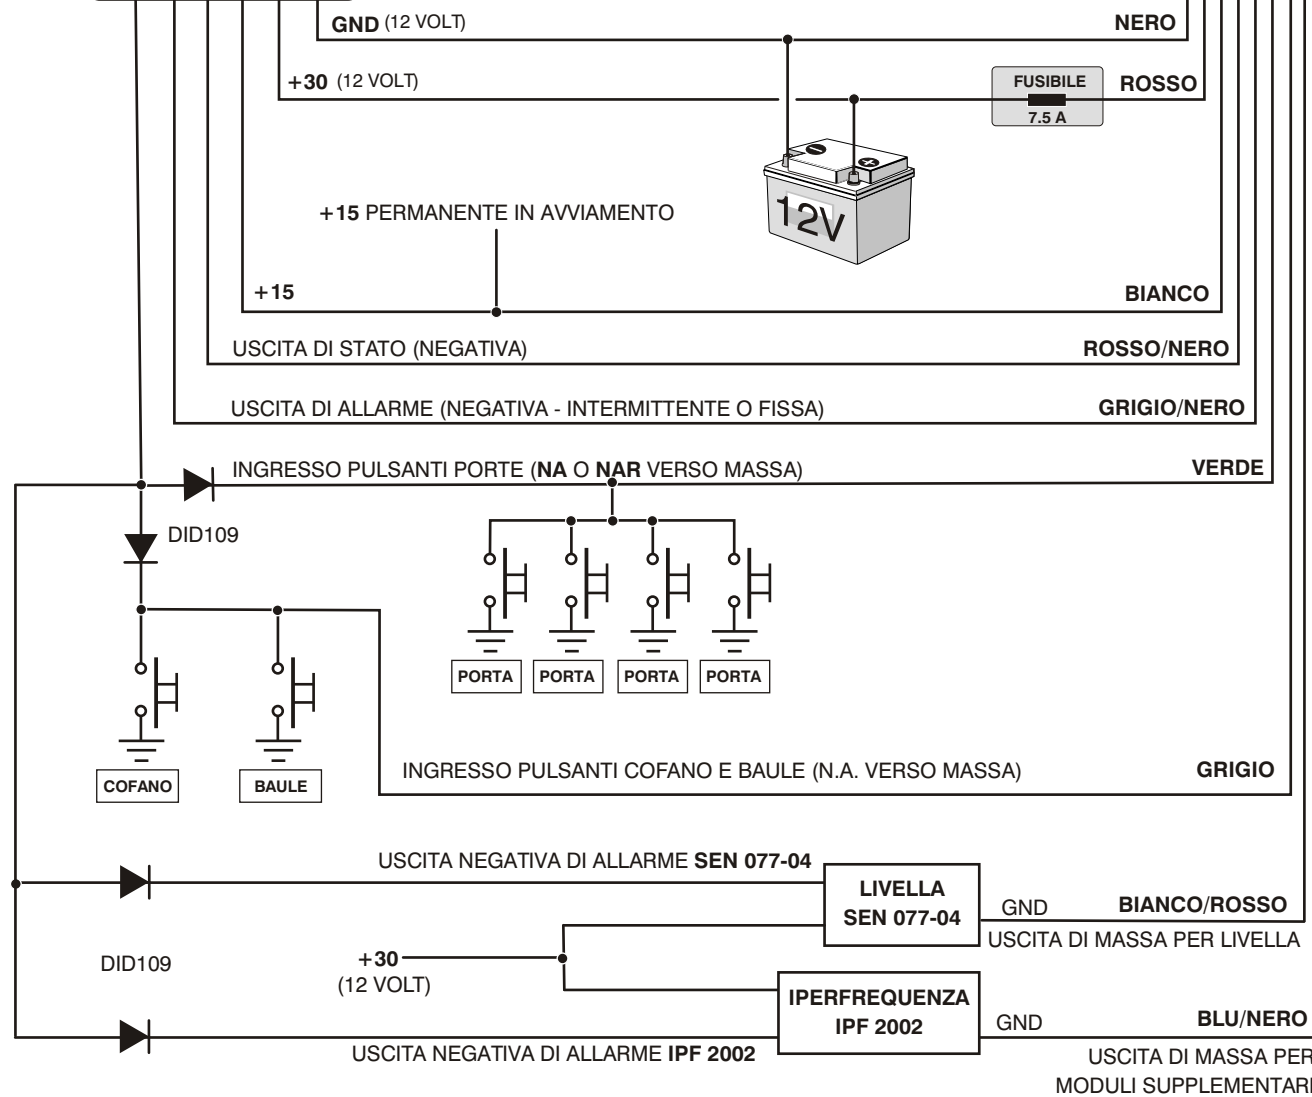 GND (12 VOLT) NERO
+30 (12 VOLT) FUSIBILE ROSSO
7.5 A
12V
+15 PERMANENTE IN AVVIAMENTO
+15 BIANCO
USCITA DI STATO (NEGATIVA) ROSSO/NERO
USCITA DI ALLARME (NEGATIVA - INTERMITTENTE O FISSA) GRIGIO/NERO
INGRESSO PULSANTI PORTE (NA O NAR VERSO MASSA) VERDE
DID109
PORTA PORTA PORTA PORTA
INGRESSO PULSANTI COFANO E BAULE (N.A. VERSO MASSA) GRIGIO
COFANO BAULE
USCITA NEGATIVA DI ALLARME SEN 077-04
LIVELLA
SEN 077-04
GND BIANCO/ROSSO
USCITA DI MASSA PER LIVELLA
DID109
+30
(12 VOLT)
IPERFREQUENZA
IPF 2002
GND BLU/NERO
USCITA NEGATIVA DI ALLARME IPF 2002
USCITA DI MASSA PER
MODULI SUPPLEMENTARI